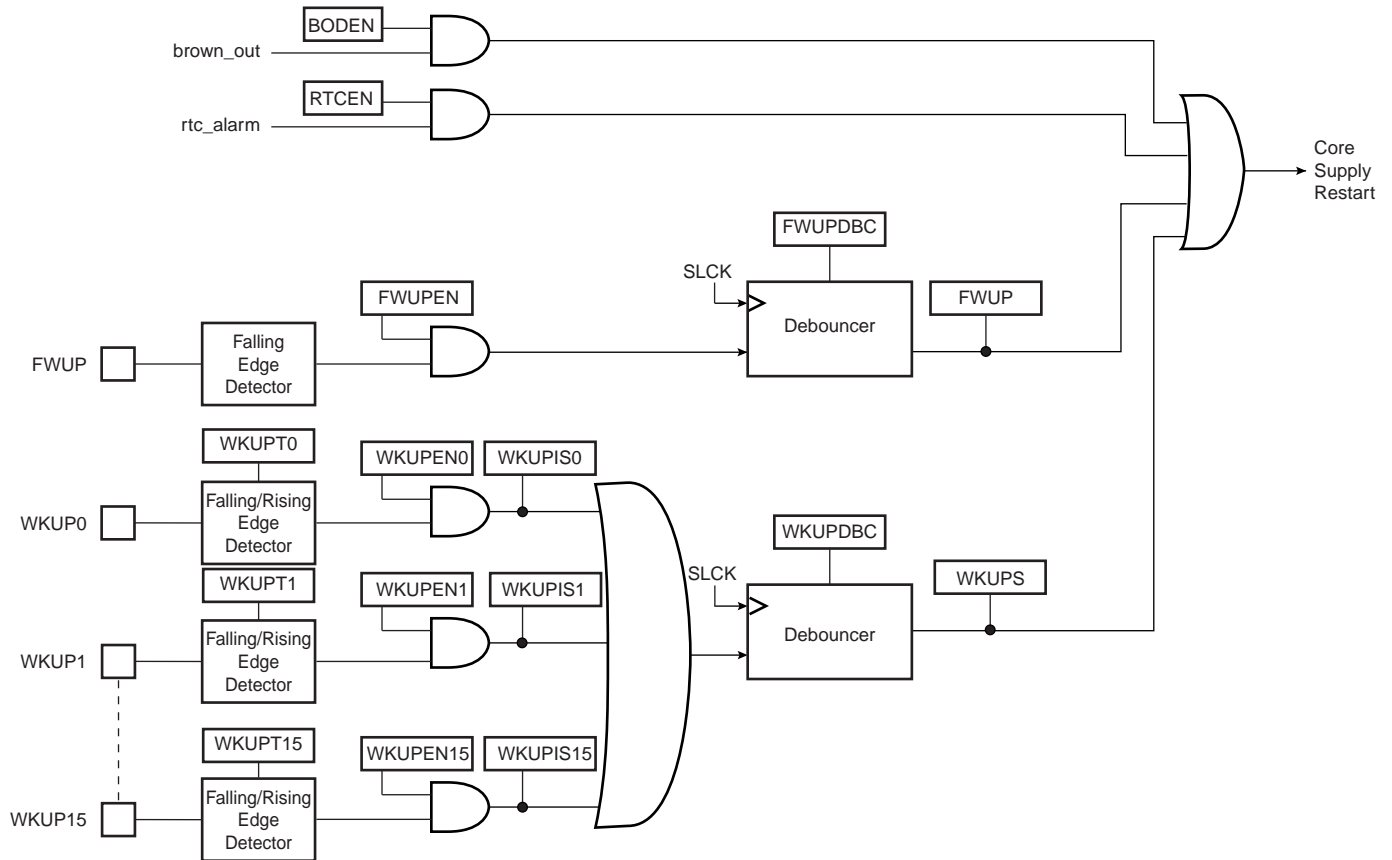 BODEN
brown_out
RTCEN
rtc_alarm
Core
Supply
Restart
FWUPDBC
SLCK
FWUPEN
FWUP
Debouncer
FWUP
Falling
Edge
Detector
WKUPT0
WKUPEN0
WKUPIS0
WKUP0
Falling/Rising
Edge
Detector
WKUPDBC
WKUPT1
SLCK
WKUPEN1
WKUPIS1
WKUPS
Debouncer
WKUP1
Falling/Rising
Edge
Detector
WKUPT15
WKUPEN15
WKUPIS15
WKUP15
Falling/Rising
Edge
Detector